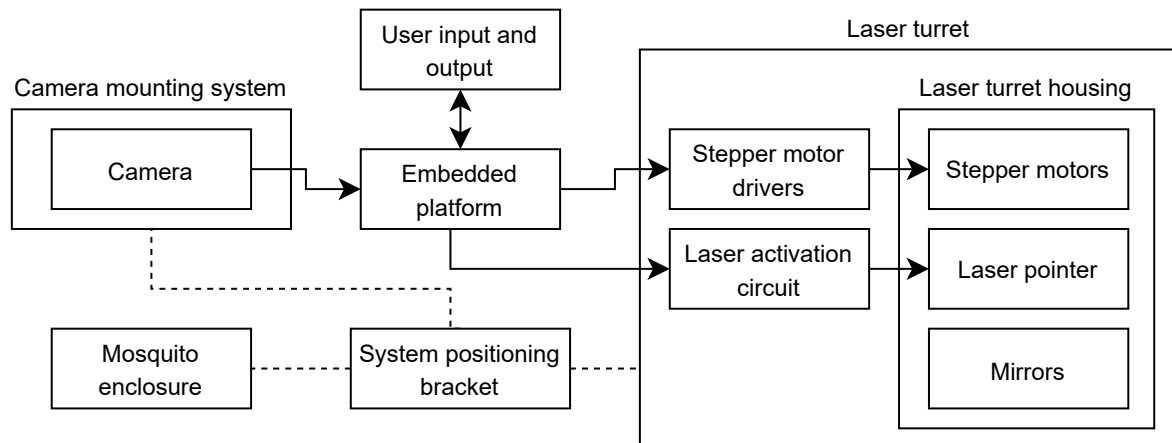 Laser turret
User input and
output
Camera mounting system
Laser turret housing
Camera
Embedded
platform
Stepper motor
drivers
Stepper motors
Laser activation
circuit
Laser pointer
Mosquito
enclosure
System positioning
bracket
Mirrors